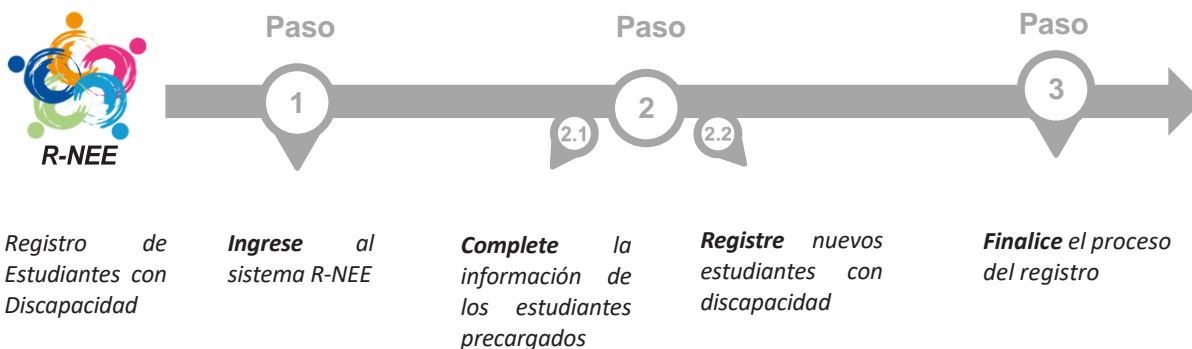 Paso
Paso
Paso
1
2
3
2.1
2.2
R-NEE
Registro de
Estudiantes con
Discapacidad
Ingrese al
sistema R-NEE
Complete la
información de
los estudiantes
precargados
Registre nuevos
estudiantes con
discapacidad
Finalice el proceso
del registro